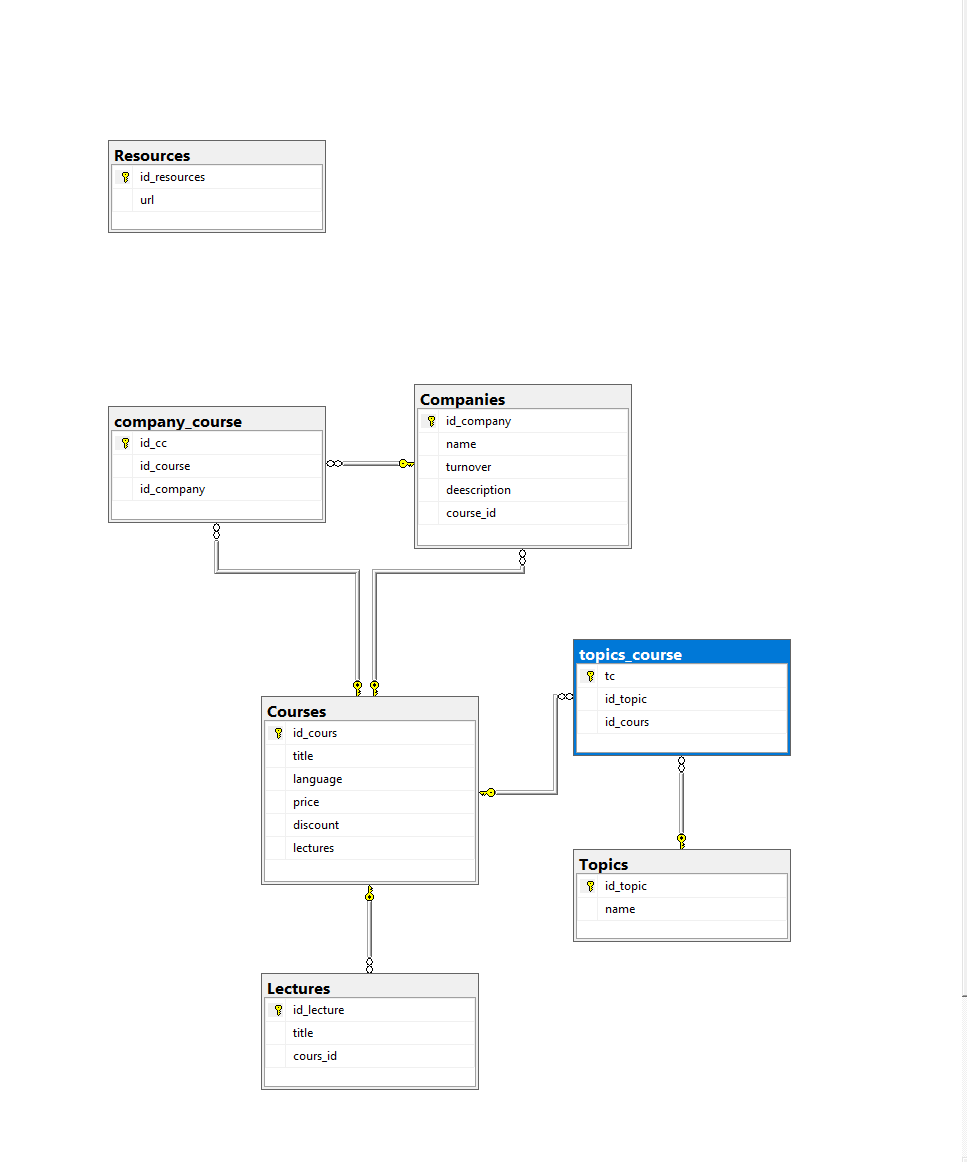 Resources
id_resources
url
company_course
id_cc
id_course
id_company
Companies
id_company
name
turnover
deescription
course_id
topics_course
tc
id_topic
id_cours
Courses
id_cours
title
language
price
discount
lectures
Topics
id_topic
name
Lectures
id_lecture
title
cours_id